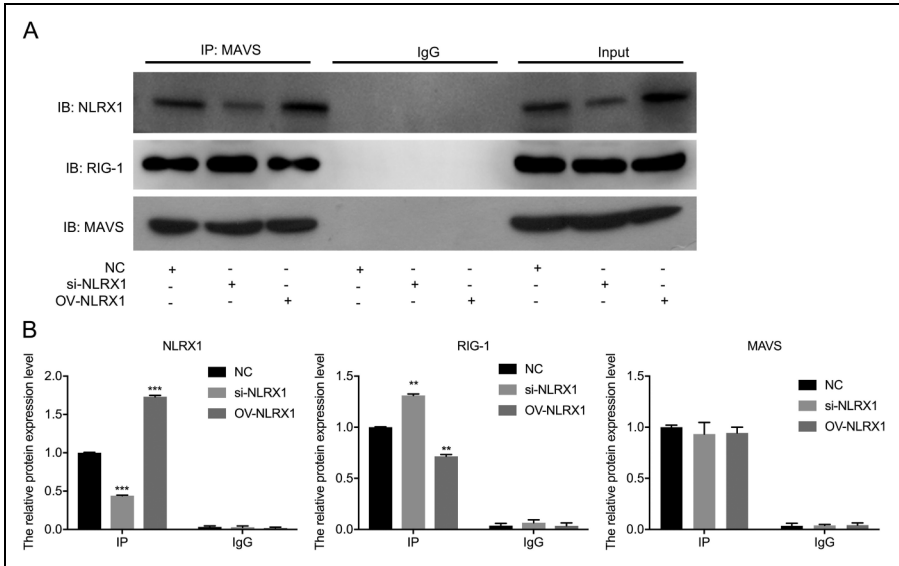 A
IP: MAVS IgG Input
IB: NLRX1
IB: RIG-1
IB: MAVS
NC + - - + - - + - -
si-NLRX1 - + - - + - - + -
OV-NLRX1 - - + - - + - - +
B
NLRX1
The relative protein expression level
2.0
1.5
1.0
0.5
0.0
***
***
NC
si-NLRX1
OV-NLRX1
IP IgG
RIG-1
The relative protein expression level
1.5
1.0
0.5
0.0
**
**
NC
si-NLRX1
OV-NLRX1
IP IgG
MAVS
The relative protein expression level
1.5
1.0
0.5
0.0
NC
si-NLRX1
OV-NLRX1
IP IgG